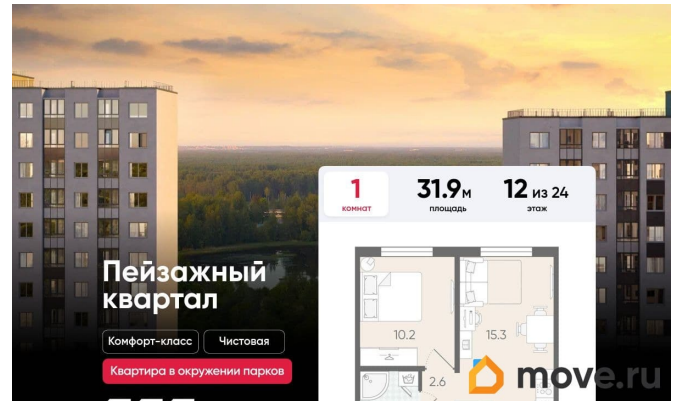 1
комнат
31.9 м
площадь
12 из 24
этаж
Пейзажный
квартал
Комфорт-класс
Чистовая
Квартира в окружении парков
10.2
15.3
2.6
move.ru